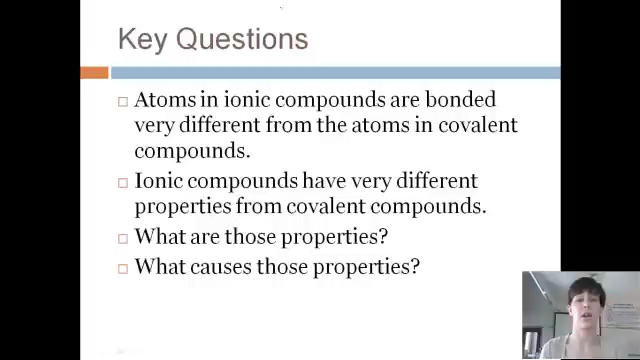 Key Questions
Atoms in ionic compounds are bonded
very different from the atoms in covalent
compounds.
Ionic compounds have very different
properties from covalent compounds.
What are those properties?
What causes those properties?